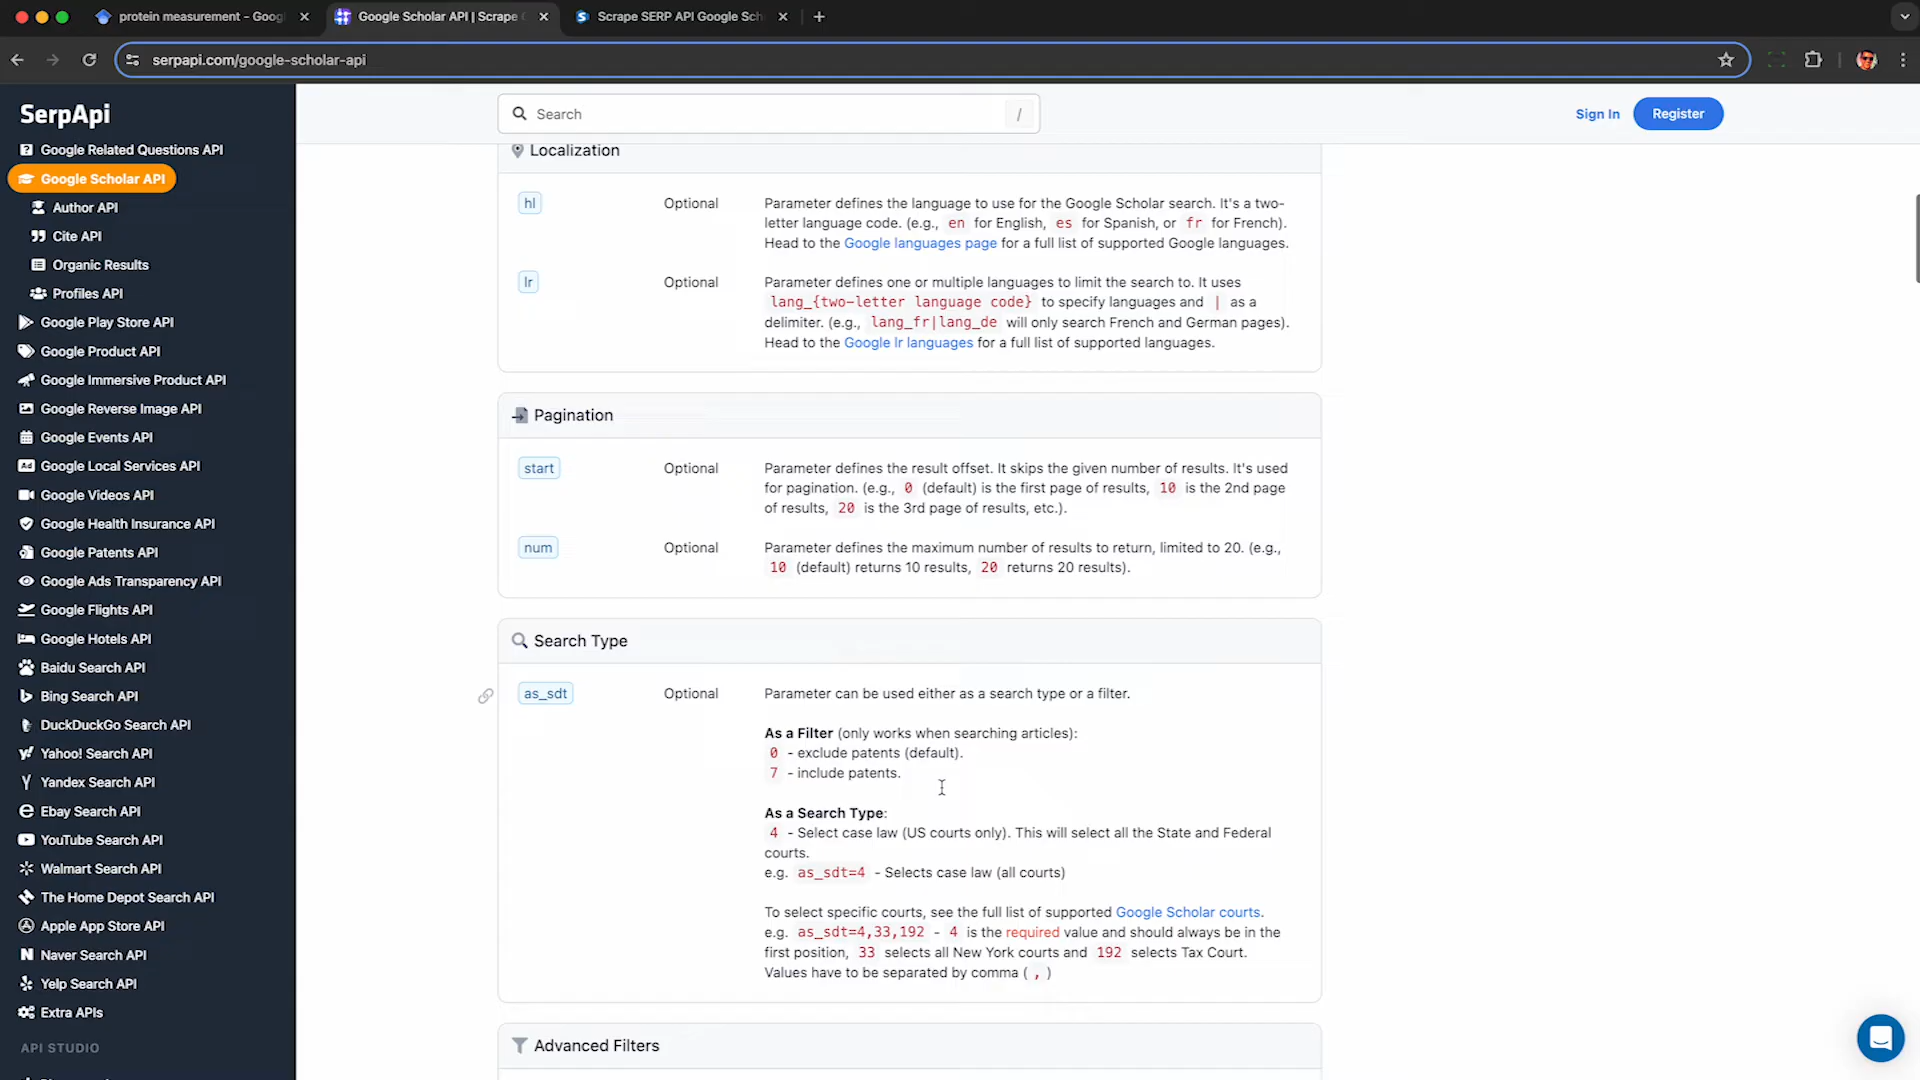 protein measurement - Goog
Google Scholar API | Scrape G
Scrape SERP API Google Sch
serpapi.com/google-scholar-api
SerpApi
Search
/
Sign In
Register
Google Related Questions API
Google Scholar API
Author API
Cite API
Organic Results
Profiles API
Google Play Store API
Google Product API
Google Immersive Product API
Google Reverse Image API
Google Events API
Ad Google Local Services API
Google Videos API
Google Health Insurance API
Google Patents API
Google Ads Transparency API
Google Flights API
Google Hotels API
Baidu Search API
Bing Search API
DuckDuckGo Search API
Yahoo! Search API
Yandex Search API
Ebay Search API
YouTube Search API
Walmart Search API
The Home Depot Search API
Apple App Store API
Naver Search API
Yelp Search API
Extra APIs
API STUDIO
Localization
hl Optional Parameter defines the language to use for the Google Scholar search. It's a two-
letter language code. (e.g., en for English, es for Spanish, or fr for French).
Head to the Google languages page for a full list of supported Google languages.
lr Optional Parameter defines one or multiple languages to limit the search to. It uses
lang_{two-letter language code} to specify languages and | as a
delimiter. (e.g., lang_fr|lang_de will only search French and German pages).
Head to the Google lr languages for a full list of supported languages.
Pagination
start Optional Parameter defines the result offset. It skips the given number of results. It's used
for pagination. (e.g., 0 (default) is the first page of results, 10 is the 2nd page
of results, 20 is the 3rd page of results, etc.).
num Optional Parameter defines the maximum number of results to return, limited to 20. (e.g.,
10 (default) returns 10 results, 20 returns 20 results).
Search Type
as_sdt Optional Parameter can be used either as a search type or a filter.
As a Filter (only works when searching articles):
0 - exclude patents (default).
7 - include patents.
As a Search Type:
4 - Select case law (US courts only). This will select all the State and Federal
courts.
e.g. as_sdt=4 - Selects case law (all courts)
To select specific courts, see the full list of supported Google Scholar courts.
e.g. as_sdt=4,33,192 - 4 is the required value and should always be in the
first position, 33 selects all New York courts and 192 selects Tax Court.
Values have to be separated by comma ( , )
Advanced Filters